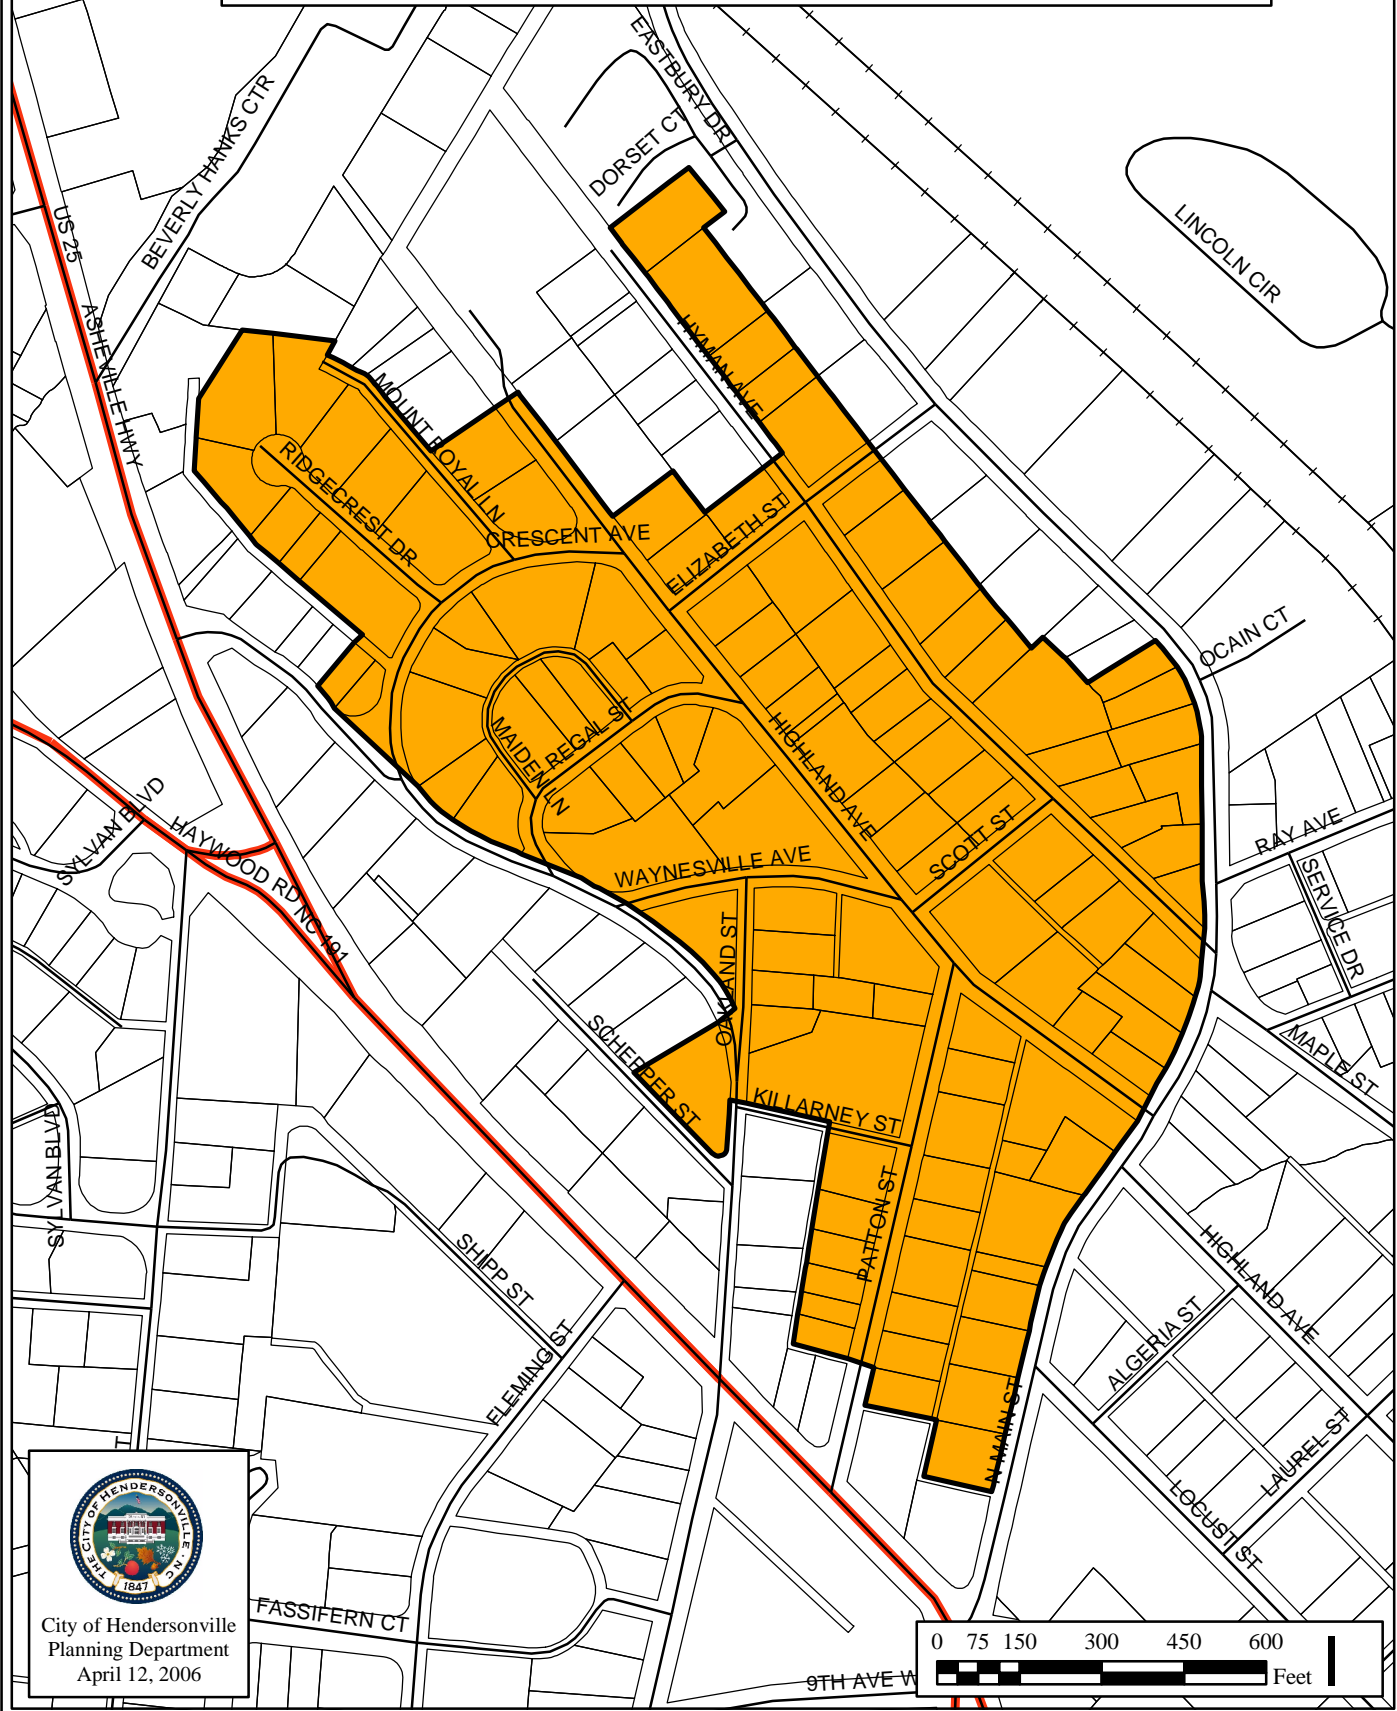 EASTBURY DR
DORSET CT
BEVERLY HANKS CTR
US 25
LINCOLN CIR
ASHEVILLE HWY
HYMAN AVE
MOUNT ROYAL LN
RIDGECREST DR
CRESCENT AVE
ELIZABETH ST
OCAIN CT
MAIDEN LN
REGAL ST
HIGHLAND AVE
SYLVAN BLVD
HAYWOOD RD NC 191
SCOTT ST
RAY AVE
WAYNESVILLE AVE
SERVICE DR
OAKLAND ST
SCHEPPER ST
MAPLE ST
KILLARNEY ST
SYLVAN BLVD
PATTON ST
SHIPP ST
HIGHLAND AVE
ALGERIA ST
FLEMING ST
N MAIN ST
LAUREL ST
LOCUST ST
THE CITY OF HENDERSONVILLE · NC
1847
City of Hendersonville
Planning Department
April 12, 2006
FASSIFERN CT
9TH AVE W
0 75 150 300 450 600
Feet